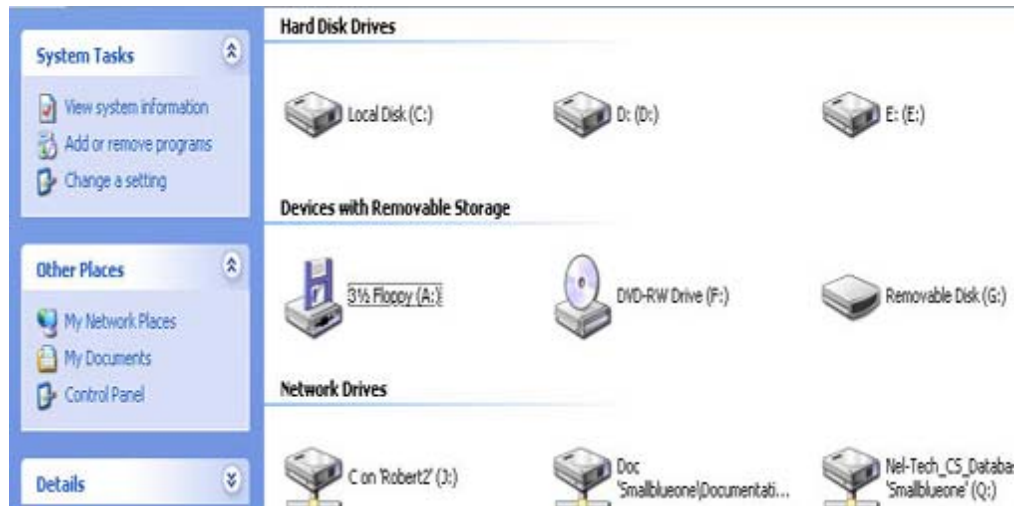 System Tasks
View system information
Add or remove programs
Change a setting
Other Places
My Network Places
My Documents
Control Panel
Details
Hard Disk Drives
Local Disk (C:)
D: (D:)
E: (E:)
Devices with Removable Storage
3½ Floppy (A:)
DVD-RW Drive (F:)
Removable Disk (G:)
Network Drives
C on 'Robert2' (J:)
Doc
'Smallblueone\Documentati...
Nel-Tech_CS_Databas
'Smallblueone' (Q:)